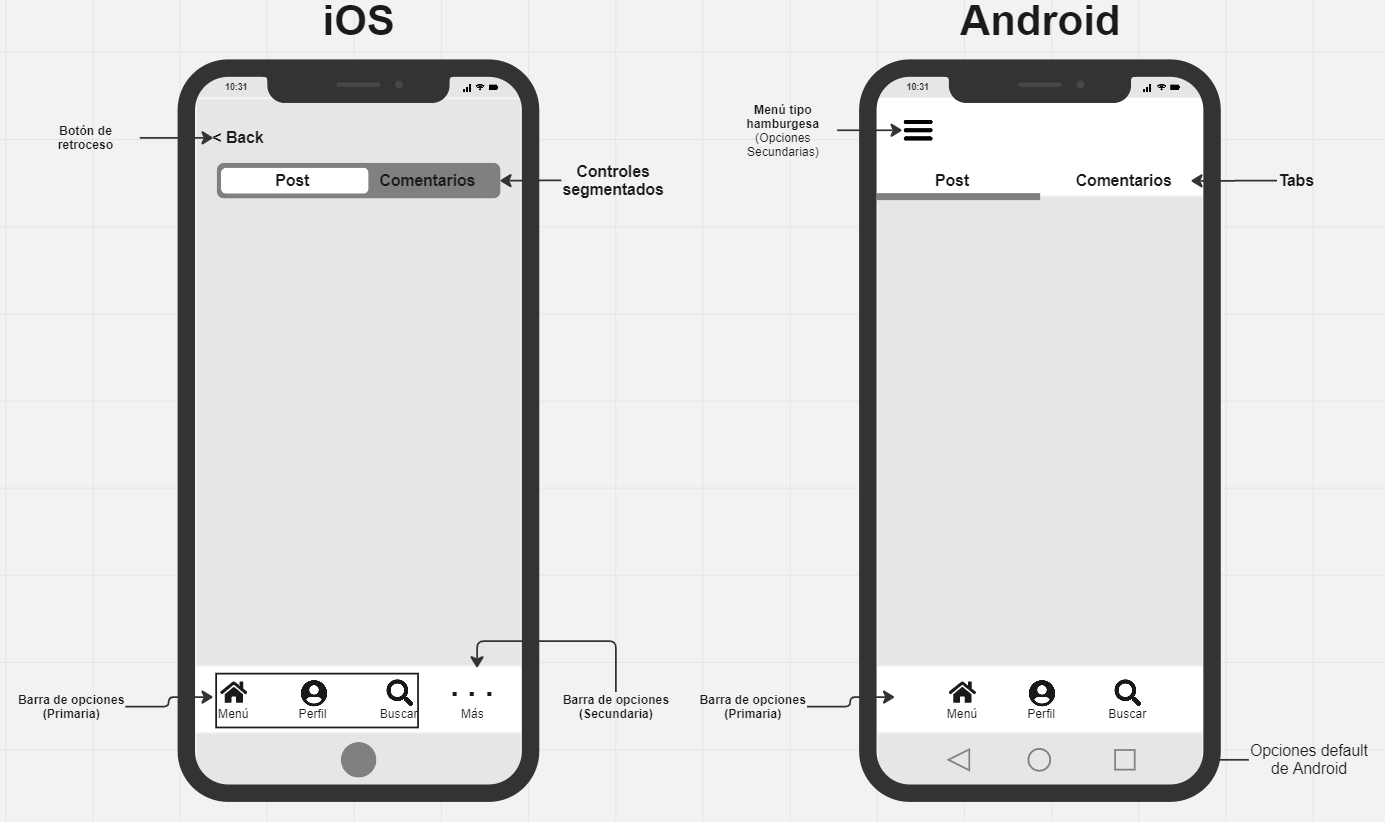 iOS
10:31
Botón de
retroceso
< Back
Post Comentarios
Controles
segmentados
Barra de opciones
(Primaria)
Menú Perfil Buscar Más
Barra de opciones
(Secundaria)
Android
10:31
Menú tipo
hamburgesa
(Opciones
Secundarias)
Post Comentarios
Tabs
Barra de opciones
(Primaria)
Menú Perfil Buscar
Opciones default
de Android